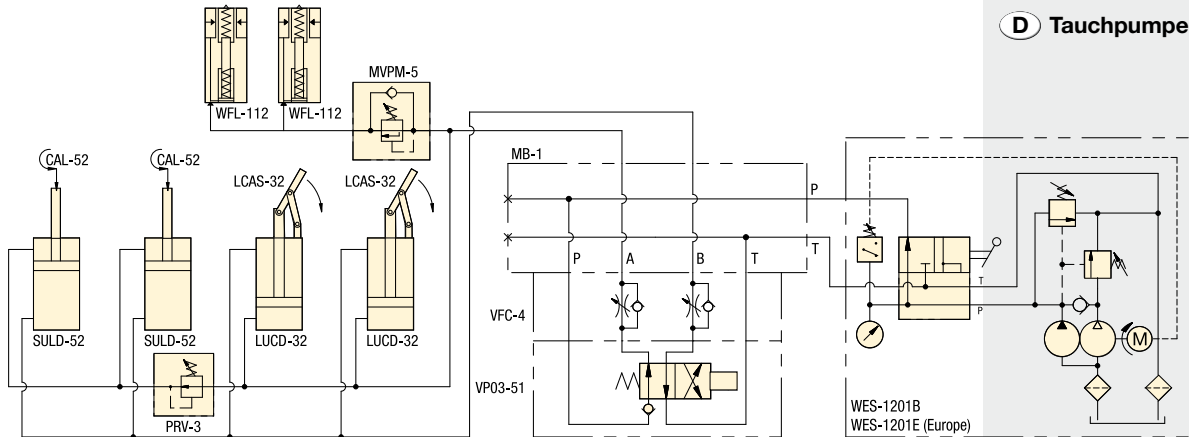 D Tauchpumpe
MVPM-5
WFL-112
WFL-112
MB-1
CAL-52
CAL-52
LCAS-32
LCAS-32
P
T
P
A
B
T
T
P
VFC-4
M
SULD-52
SULD-52
LUCD-32
LUCD-32
VP03-51
PRV-3
WES-1201B
WES-1201E (Europe)